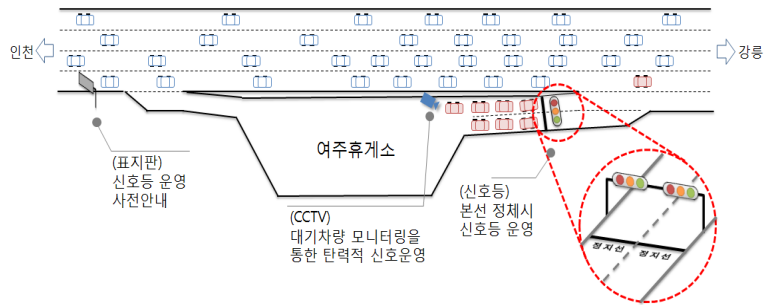 인천
강릉
여주휴게소
(표지판)
신호등 운영
사전안내
(CCTV)
대기차량 모니터링을
통한 탄력적 신호운영
(신호등)
본선 정체시
신호등 운영
정지선
정지선